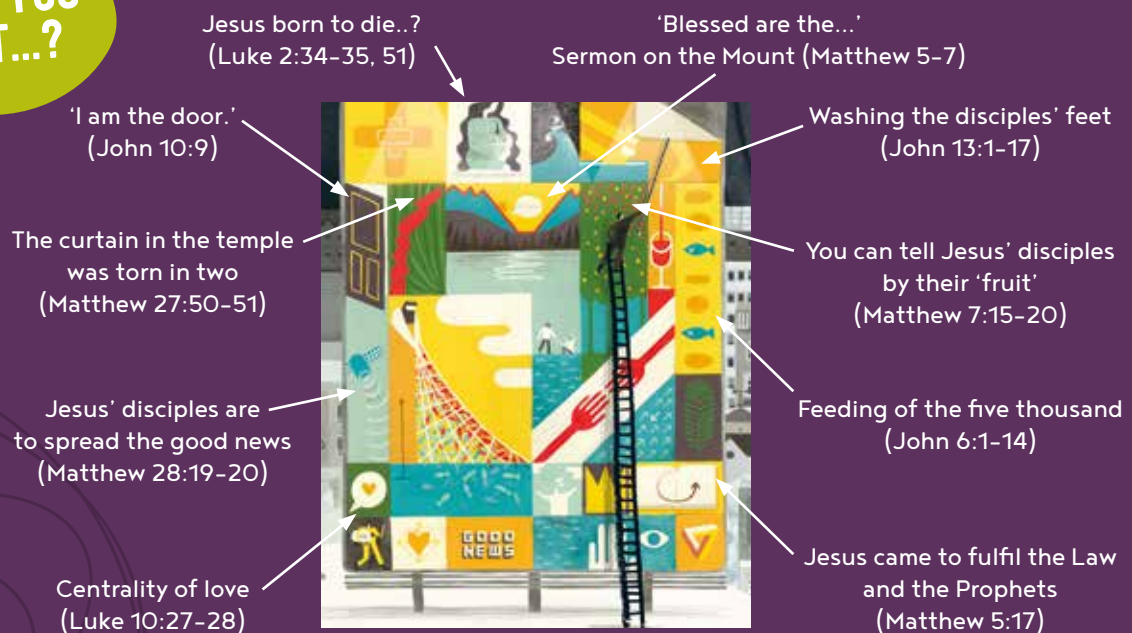 T...?
Jesus born to die..?
(Luke 2:34-35, 51)
‘Blessed are the...’
Sermon on the Mount (Matthew 5-7)
‘I am the door.’
(John 10:9)
Washing the disciples’ feet
(John 13:1-17)
The curtain in the temple
was torn in two
(Matthew 27:50-51)
You can tell Jesus’ disciples
by their ‘fruit’
(Matthew 7:15-20)
Jesus’ disciples are
to spread the good news
(Matthew 28:19-20)
Feeding of the five thousand
(John 6:1-14)
GOOD
NEWS
Centrality of love
(Luke 10:27-28)
Jesus came to fulfil the Law
and the Prophets
(Matthew 5:17)